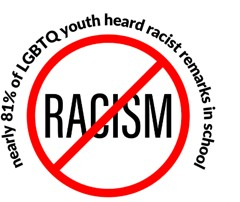 nearly 81% of LGBTQ youth heard racist remarks in school
RACISM